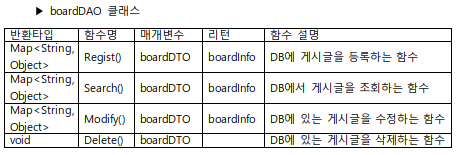 ▶ boardDAO 클래스
반환타입 함수명 매개변수 리턴 함수 설명
Map<String, Object> Regist() boardDTO boardInfo DB에 게시글을 등록하는 함수
Map<String, Object> Search() boardDTO boardInfo DB에서 게시글을 조회하는 함수
Map<String, Object> Modify() boardDTO boardInfo DB에 있는 게시글을 수정하는 함수
void Delete() boardDTO DB에 있는 게시글을 삭제하는 함수